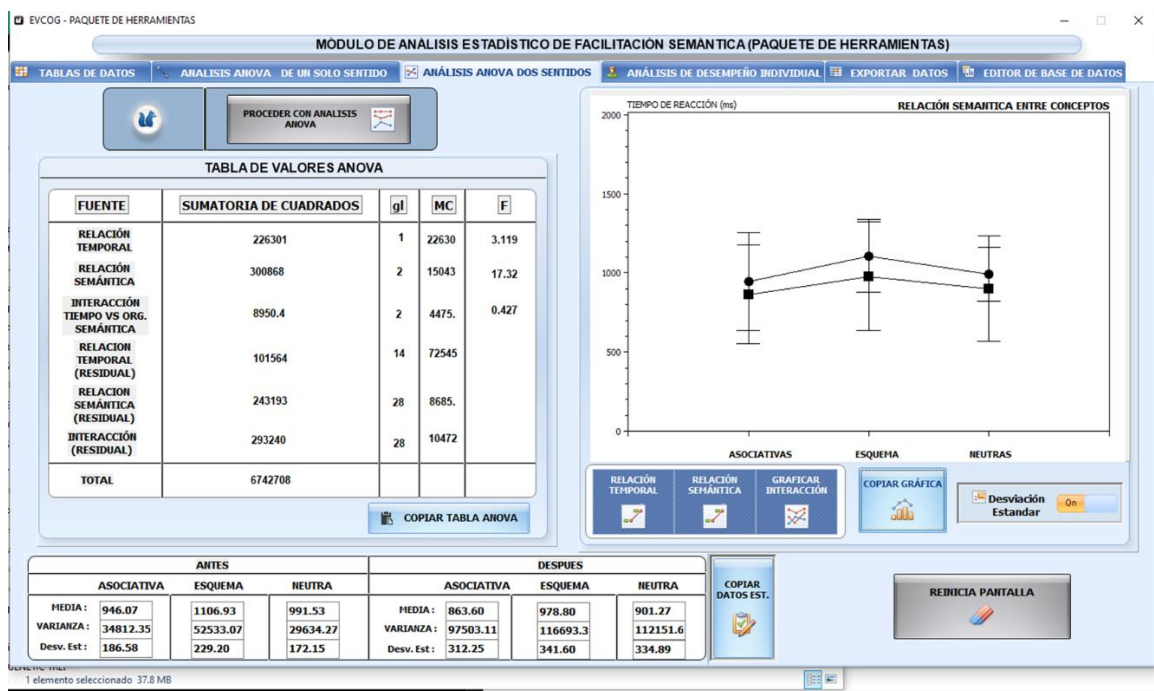 EVCOG - PAQUETE DE HERRAMIENTAS
MÓDULO DE ANÀLISIS ESTADÌSTICO DE FACILITACIÓN SEMÀNTICA (PAQUETE DE HERRAMIENTAS)
TABLAS DE DATOS
ANALISIS ANOVA DE UN SOLO SENTIDO
ANÁLISIS ANOVA DOS SENTIDOS
ANÁLISIS DE DESEMPEÑO INDIVIDUAL
EXPORTAR DATOS
EDITOR DE BASE DE DATOS
PROCEDER CON ANALISIS
ANOVA
TABLA DE VALORES ANOVA
FUENTE SUMATORIA DE CUADRADOS gl MC F
RELACIÓN
TEMPORAL
226301 1 22630 3.119
RELACIÓN
SEMÁNTICA
300868 2 15043 17.32
INTERACCIÓN
TIEMPO VS ORG.
SEMÁNTICA
8950.4 2 4475. 0.427
RELACION
TEMPORAL
(RESIDUAL)
101564 14 72545
RELACION
SEMÁNTICA
(RESIDUAL)
243193 28 8685.
INTERACCIÓN
(RESIDUAL)
293240 28 10472
TOTAL 6742708
COPIAR TABLA ANOVA
TIEMPO DE REACCIÓN (ms)
RELACIÓN SEMANTICA ENTRE CONCEPTOS
2000
1500
1000
500
0
ASOCIATIVAS ESQUEMA NEUTRAS
RELACIÓN
TEMPORAL
RELACIÓN
SEMÁNTICA
GRAFICAR
INTERACCIÓN
COPIAR GRÁFICA
Desviación
Estandar
On
ANTES DESPUES
ASOCIATIVA ESQUEMA NEUTRA ASOCIATIVA ESQUEMA NEUTRA
MEDIA: 946.07 1106.93 991.53 MEDIA: 863.60 978.80 901.27
VARIANZA: 34812.35 52533.07 29634.27 VARIANZA: 97503.11 116693.3 112151.6
Desv. Est: 186.58 229.20 172.15 Desv. Est: 312.25 341.60 334.89
COPIAR
DATOS EST.
REINICIA PANTALLA
1 elemento seleccionado 37.8 MB